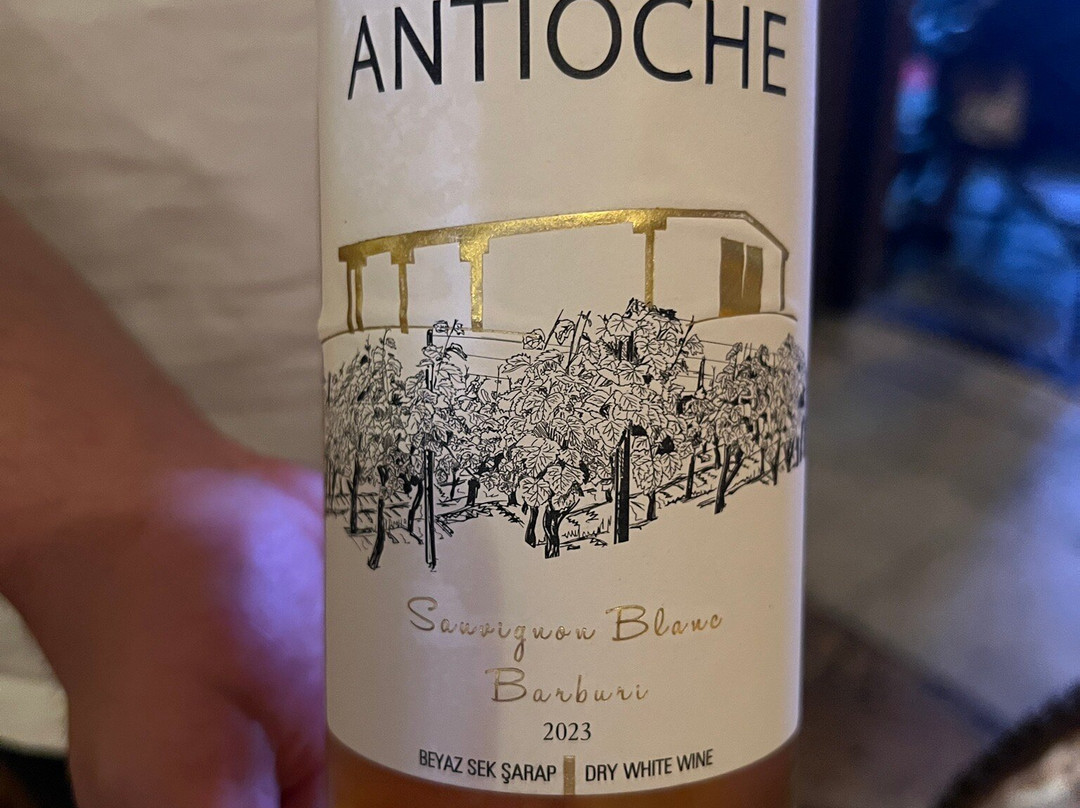 ANTIOCHE
Sauvignon Blanc
Barburi
2023
BEYAZ SEK ŞARAP DRY WHITE WINE